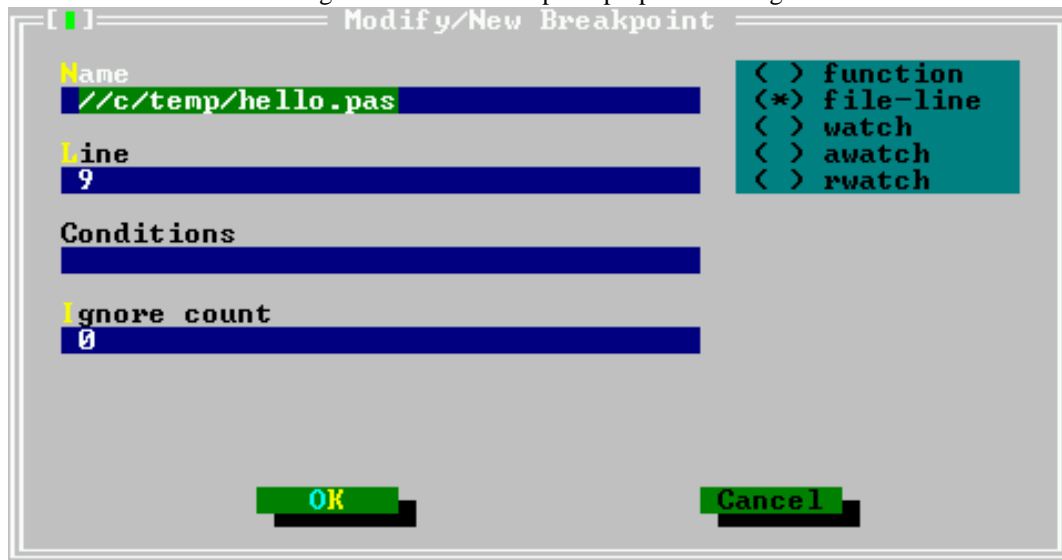 [ ] Modify/New Breakpoint
Name
//c/temp/hello.pas
Line
9
Conditions
Ignore count
0
( ) function
(*) file-line
( ) watch
( ) awatch
( ) rwatch
OK
Cancel